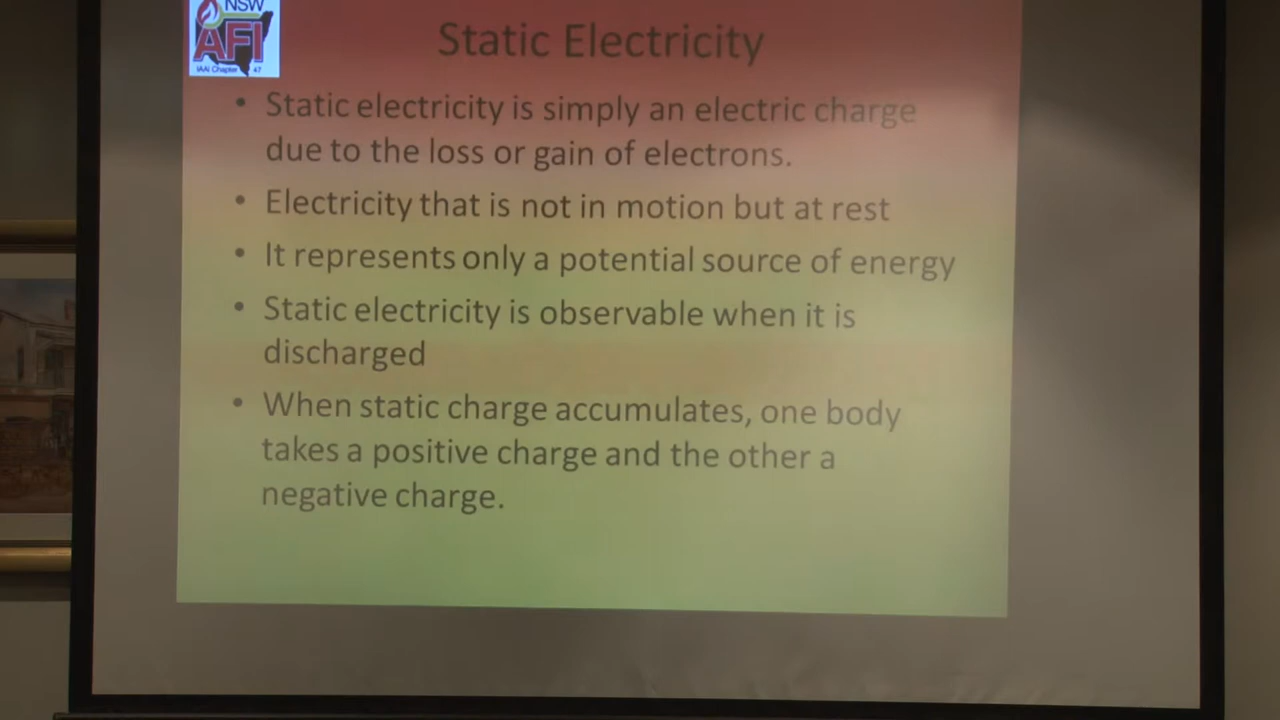 NSW
AFI
IAAI Chapter 47
Static Electricity
• Static electricity is simply an electric charge
due to the loss or gain of electrons.
• Electricity that is not in motion but at rest
• It represents only a potential source of energy
• Static electricity is observable when it is
discharged
• When static charge accumulates, one body
takes a positive charge and the other a
negative charge.